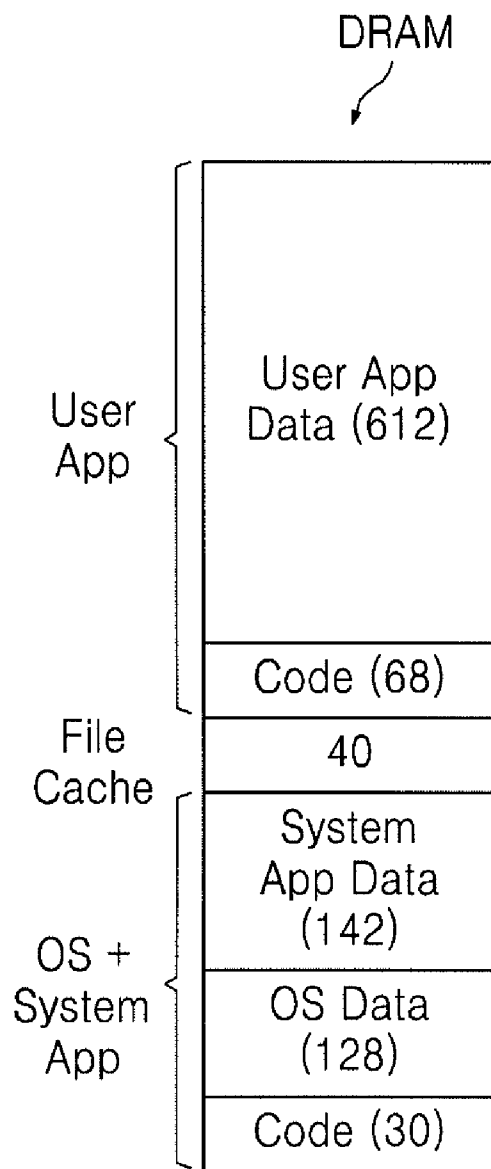 DRAM
User App
Data (612)
User
App
Code (68)
File
Cache
40
System
App Data
(142)
OS +
System
App
OS Data
(128)
Code (30)